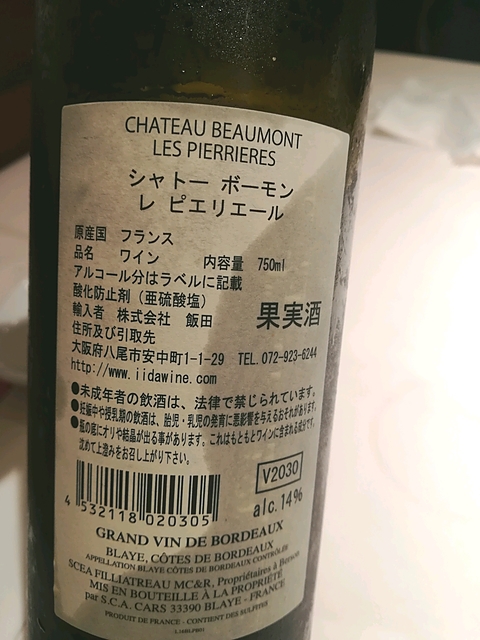 CHATEAU BEAUMONT
LES PIERRIERES
シャトー ボーモン
レ ピエリエール
原産国 フランス
品名 ワイン 内容量 750ml
アルコール分はラベルに記載
酸化防止剤（亜硫酸塩）
輸入者 株式会社 飯田 果実酒
住所及び引取先
大阪府八尾市安中町1-1-29 TEL.072-923-6244
http://www.iidawine.com
●未成年者の飲酒は、法律で禁じられています。
●妊娠中や授乳期の飲酒は、胎児・乳児の発育に悪影響を与えるおそれがあります。
●瓶の底にオリや結晶が出る事があります。これはもともとワインに含まれる成分です。
沈めて上澄みをお召し上がり下さい。
V2030
alc.14%
4 532118 020305
GRAND VIN DE BORDEAUX
BLAYE, CÔTES DE BORDEAUX
APPELLATION BLAYE CÔTES DE BORDEAUX CONTRÔLÉE
SCEA FILLIATREAU MC&R, Propriétaires à Berson
MIS EN BOUTEILLE À LA PROPRIÉTÉ
par S.C.A. CARS 33390 BLAYE - FRANCE
PRODUIT DE FRANCE - CONTIENT DES SULFITES